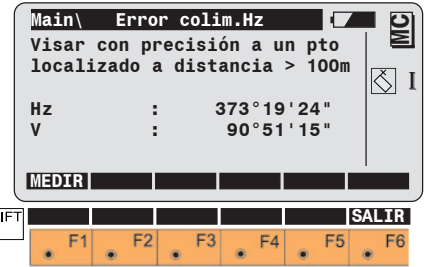 Main\ Error colim.Hz
MC
Visar con precisión a un pto
localizado a distancia > 100m
I
Hz : 373°19'24"
V : 90°51'15"
MEDIR
IFT
SALIR
F1 F2 F3 F4 F5 F6